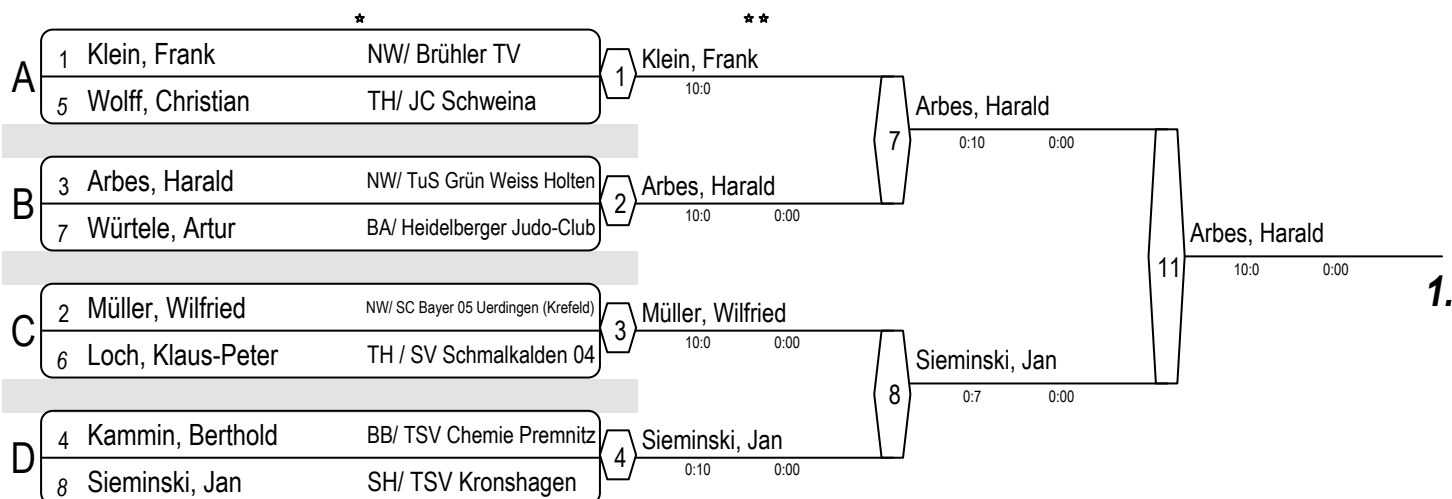 * **
A
1 Klein, Frank NW/ Brühler TV
5 Wolff, Christian TH/ JC Schweina
1
Klein, Frank
10:0
7
Arbes, Harald
0:10 0:00
B
3 Arbes, Harald NW/ TuS Grün Weiss Holten
7 Würtele, Artur BA/ Heidelberger Judo-Club
2
Arbes, Harald
10:0 0:00
11
Arbes, Harald
10:0 0:00
1.
C
2 Müller, Wilfried NW/ SC Bayer 05 Uerdingen (Krefeld)
6 Loch, Klaus-Peter TH / SV Schmalkalden 04
3
Müller, Wilfried
10:0 0:00
8
Sieminski, Jan
0:7 0:00
D
4 Kammin, Berthold BB/ TSV Chemie Premnitz
8 Sieminski, Jan SH/ TSV Kronshagen
4
Sieminski, Jan
0:10 0:00